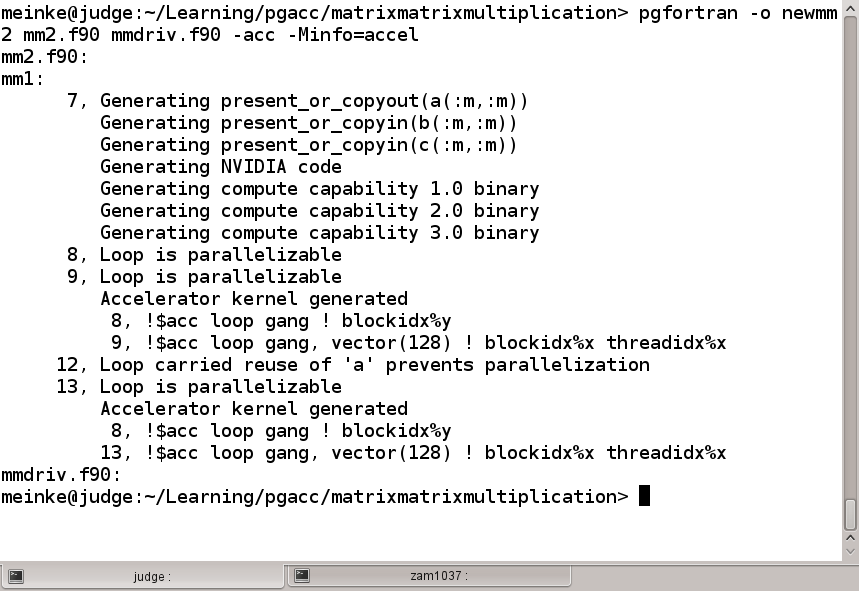 meinke@judge:~/Learning/pgacc/matrixmatrixmultiplication> pgfortran -o newmm
2 mm2.f90 mmdriv.f90 -acc -Minfo=accel
mm2.f90:
mm1:
      7, Generating present_or_copyout(a(:m,:m))
         Generating present_or_copyin(b(:m,:m))
         Generating present_or_copyin(c(:m,:m))
         Generating NVIDIA code
         Generating compute capability 1.0 binary
         Generating compute capability 2.0 binary
         Generating compute capability 3.0 binary
      8, Loop is parallelizable
      9, Loop is parallelizable
         Accelerator kernel generated
          8, !$acc loop gang ! blockidx%y
          9, !$acc loop gang, vector(128) ! blockidx%x threadidx%x
     12, Loop carried reuse of 'a' prevents parallelization
     13, Loop is parallelizable
         Accelerator kernel generated
          8, !$acc loop gang ! blockidx%y
         13, !$acc loop gang, vector(128) ! blockidx%x threadidx%x
mmdriv.f90:
meinke@judge:~/Learning/pgacc/matrixmatrixmultiplication>
judge : zam1037 :